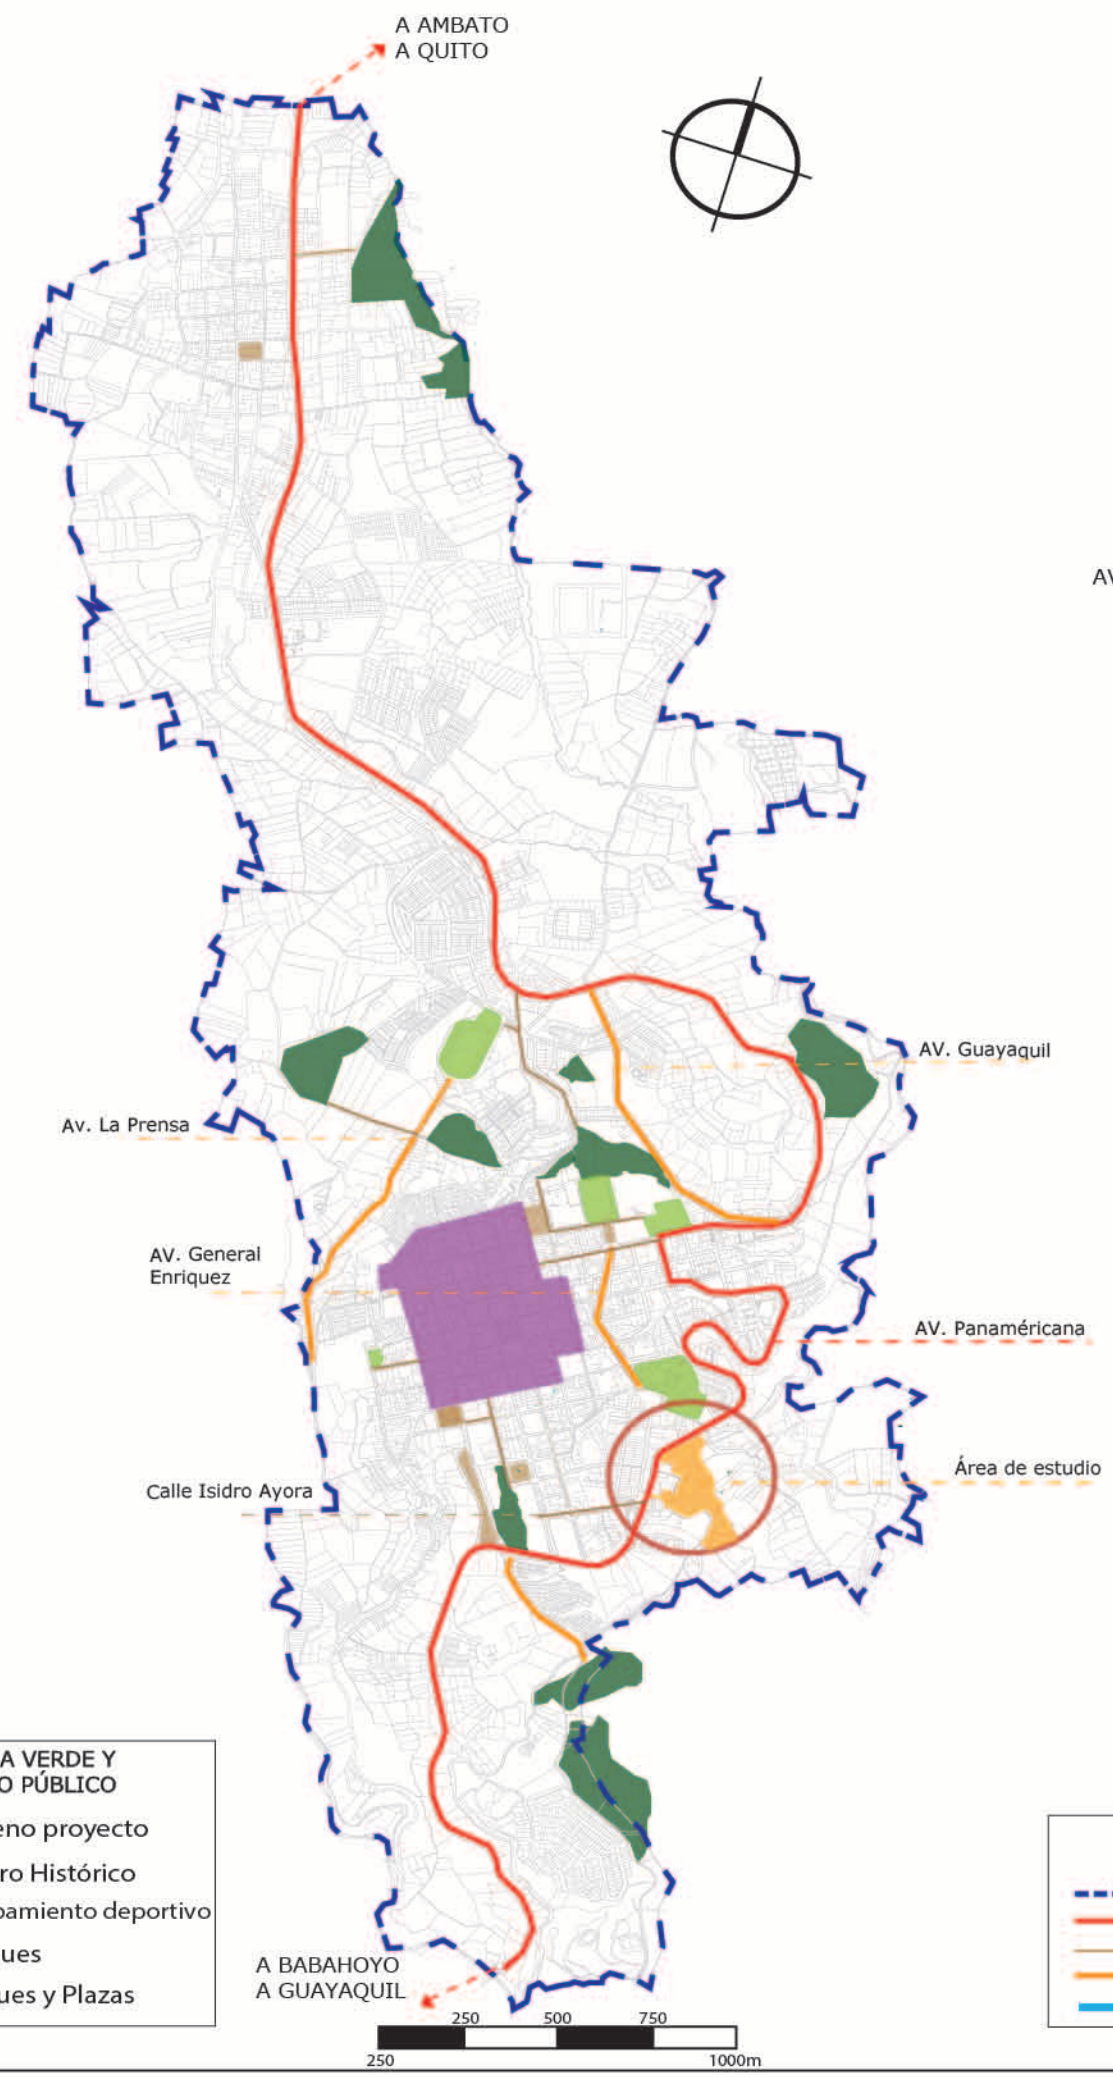 A AMBATO
A QUITO
AV
AV. Guayaquil
Av. La Prensa
AV. General
Enriquez
AV. Panaméricana
Área de estudio
Calle Isidro Ayora
A VERDE Y
O PÚBLICO
eno proyecto
ro Histórico
pamiento deportivo
ues
ues y Plazas
A BABAHOYO
A GUAYAQUIL
250 500 750
250 1000m